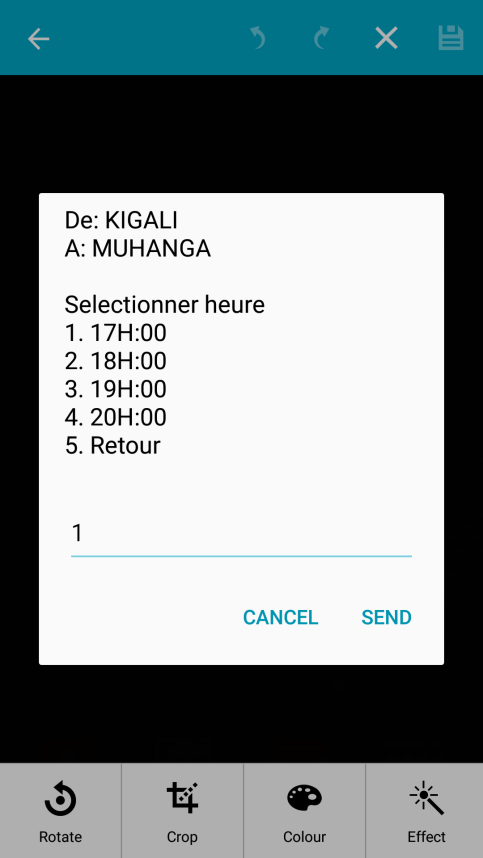 De: KIGALI
A: MUHANGA
Selectionner heure
1. 17H:00
2. 18H:00
3. 19H:00
4. 20H:00
5. Retour
1
CANCEL SEND
Rotate Crop Colour Effect